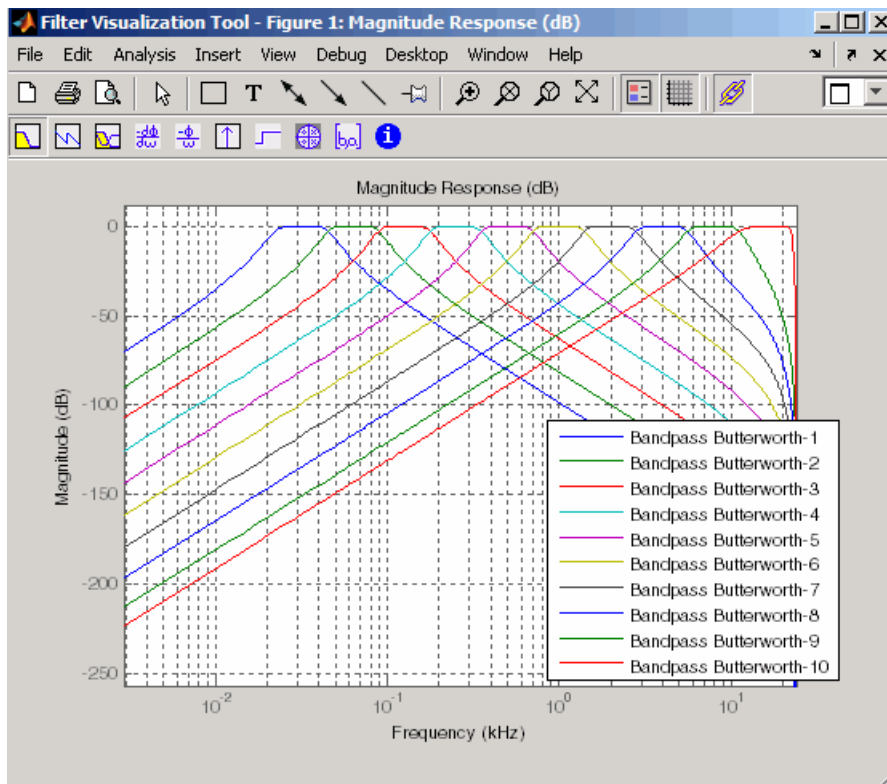 Filter Visualization Tool - Figure 1: Magnitude Response (dB)
File Edit Analysis Insert View Debug Desktop Window Help
T
[b,a]
i
Magnitude Response (dB)
0
-50
-100
-150
-200
-250
Magnitude (dB)
10^-2
10^-1
10^0
10^1
Frequency (kHz)
Bandpass Butterworth-1
Bandpass Butterworth-2
Bandpass Butterworth-3
Bandpass Butterworth-4
Bandpass Butterworth-5
Bandpass Butterworth-6
Bandpass Butterworth-7
Bandpass Butterworth-8
Bandpass Butterworth-9
Bandpass Butterworth-10